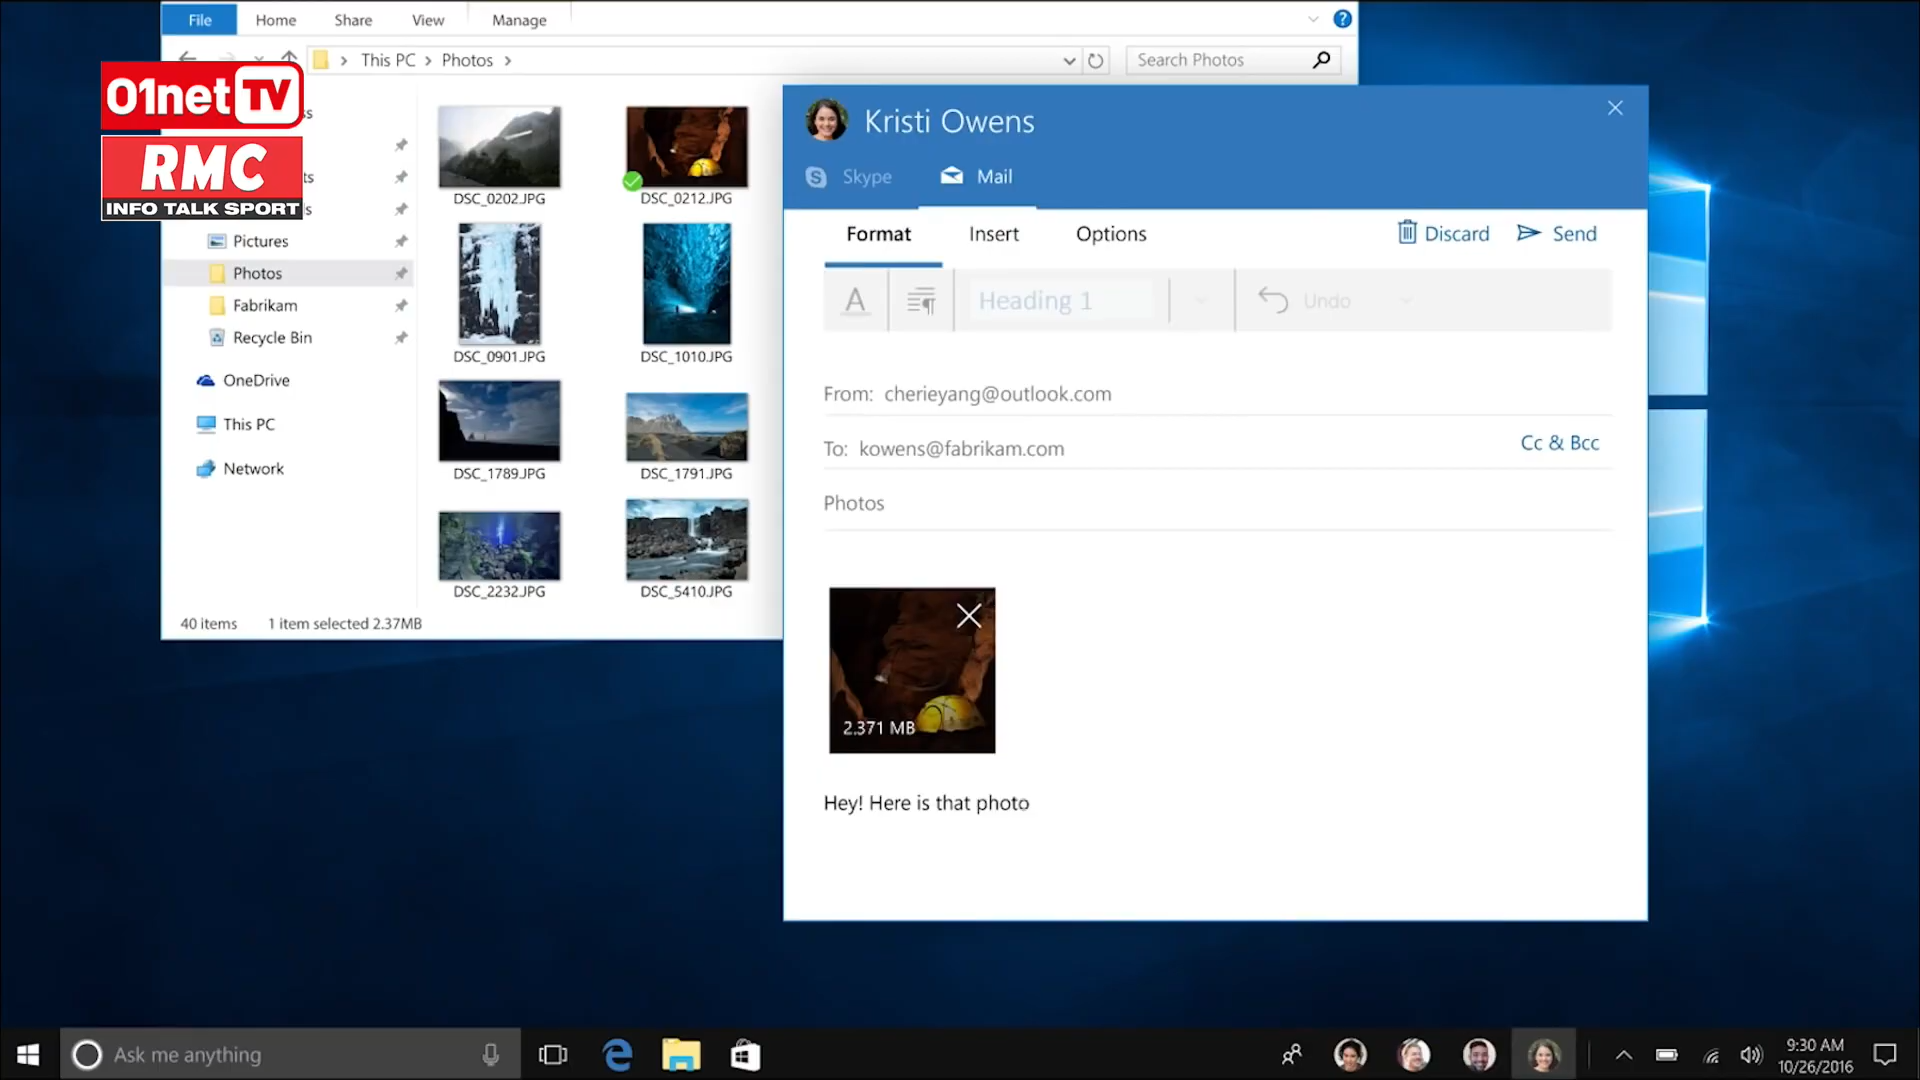 File Home Share View Manage
This PC > Photos >
Search Photos
01net TV
RMC
INFO TALK SPORT
Pictures
Photos
Fabrikam
Recycle Bin
OneDrive
This PC
Network
DSC_0202.JPG
DSC_0212.JPG
DSC_0901.JPG
DSC_1010.JPG
DSC_1789.JPG
DSC_1791.JPG
DSC_2232.JPG
DSC_5410.JPG
40 items 1 item selected 2.37MB
Kristi Owens
Skype Mail
Format Insert Options Discard Send
A Heading 1 Undo
From: cherieyang@outlook.com
To: kowens@fabrikam.com Cc & Bcc
Photos
2.371 MB
Hey! Here is that photo
Ask me anything
9:30 AM
10/26/2016